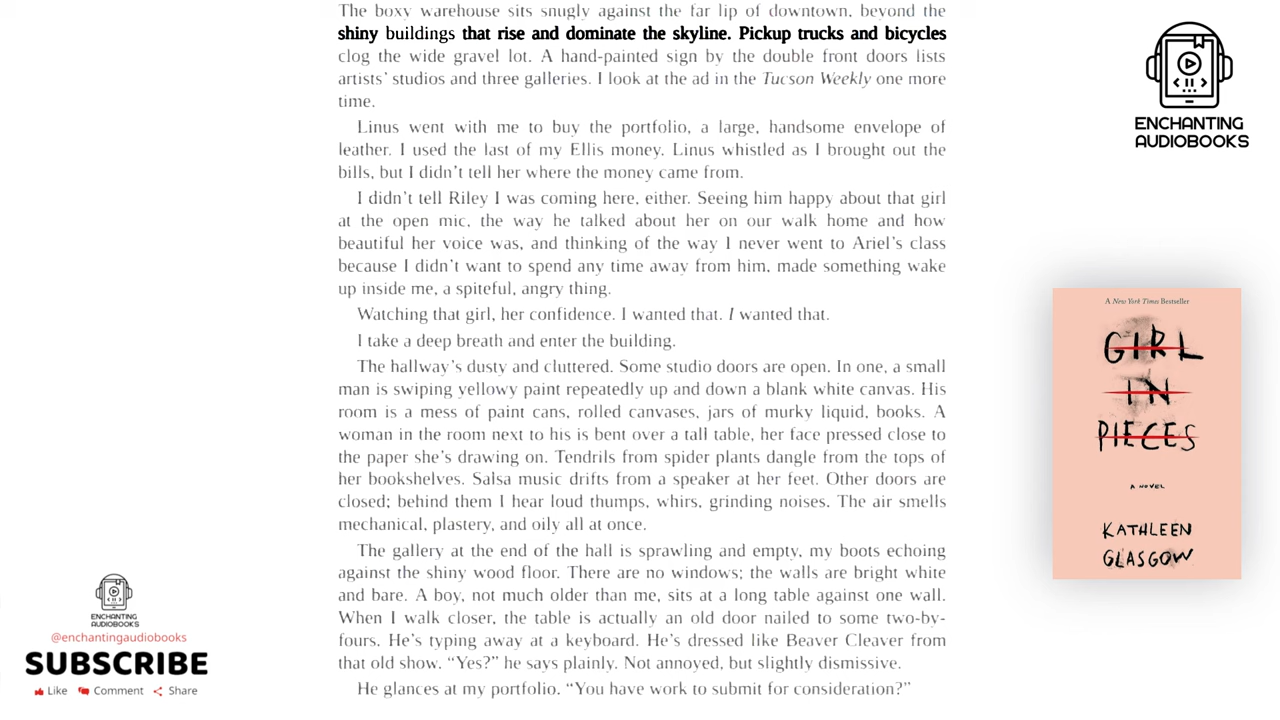 The boxy warehouse sits snugly against the far lip of downtown, beyond the
shiny buildings that rise and dominate the skyline. Pickup trucks and bicycles
clog the wide gravel lot. A hand-painted sign by the double front doors lists
artists’ studios and three galleries. I look at the ad in the Tucson Weekly one more
time.
Linus went with me to buy the portfolio, a large, handsome envelope of
leather. I used the last of my Ellis money. Linus whistled as I brought out the
bills, but I didn’t tell her where the money came from.
I didn’t tell Riley I was coming here, either. Seeing him happy about that girl
at the open mic, the way he talked about her on our walk home and how
beautiful her voice was, and thinking of the way I never went to Ariel’s class
because I didn’t want to spend any time away from him, made something wake
up inside me, a spiteful, angry thing.
Watching that girl, her confidence. I wanted that. I wanted that.
I take a deep breath and enter the building.
The hallway’s dusty and cluttered. Some studio doors are open. In one, a small
man is swiping yellowy paint repeatedly up and down a blank white canvas. His
room is a mess of paint cans, rolled canvases, jars of murky liquid, books. A
woman in the room next to his is bent over a tall table, her face pressed close to
the paper she’s drawing on. Tendrils from spider plants dangle from the tops of
her bookshelves. Salsa music drifts from a speaker at her feet. Other doors are
closed; behind them I hear loud thumps, whirs, grinding noises. The air smells
mechanical, plastery, and oily all at once.
The gallery at the end of the hall is sprawling and empty, my boots echoing
against the shiny wood floor. There are no windows; the walls are bright white
and bare. A boy, not much older than me, sits at a long table against one wall.
When I walk closer, the table is actually an old door nailed to some two-by-
fours. He’s typing away at a keyboard. He’s dressed like Beaver Cleaver from
that old show. “Yes?” he says plainly. Not annoyed, but slightly dismissive.
He glances at my portfolio. “You have work to submit for consideration?”
ENCHANTING
AUDIOBOOKS
A New York Times Bestseller
GIRL
IN
PIECES
A NOVEL
KATHLEEN
GLASGOW
ENCHANTING
AUDIOBOOKS
@enchantingaudiobooks
SUBSCRIBE
Like Comment Share